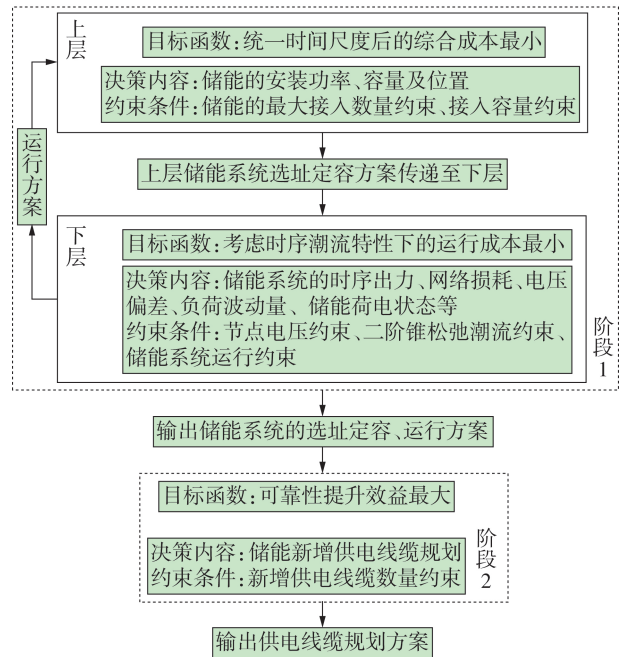 上层
目标函数:统一时间尺度后的综合成本最小
决策内容:储能的安装功率、容量及位置
约束条件:储能的最大接入数量约束、接入容量约束
运行方案
上层储能系统选址定容方案传递至下层
下层
目标函数:考虑时序潮流特性下的运行成本最小
决策内容:储能系统的时序出力、网络损耗、电压
偏差、负荷波动量、储能荷电状态等
约束条件:节点电压约束、二阶锥松弛潮流约束、
储能系统运行约束
阶段1
输出储能系统的选址定容、运行方案
目标函数:可靠性提升效益最大
决策内容:储能新增供电线缆规划
约束条件:新增供电线缆数量约束
阶段2
输出供电线缆规划方案